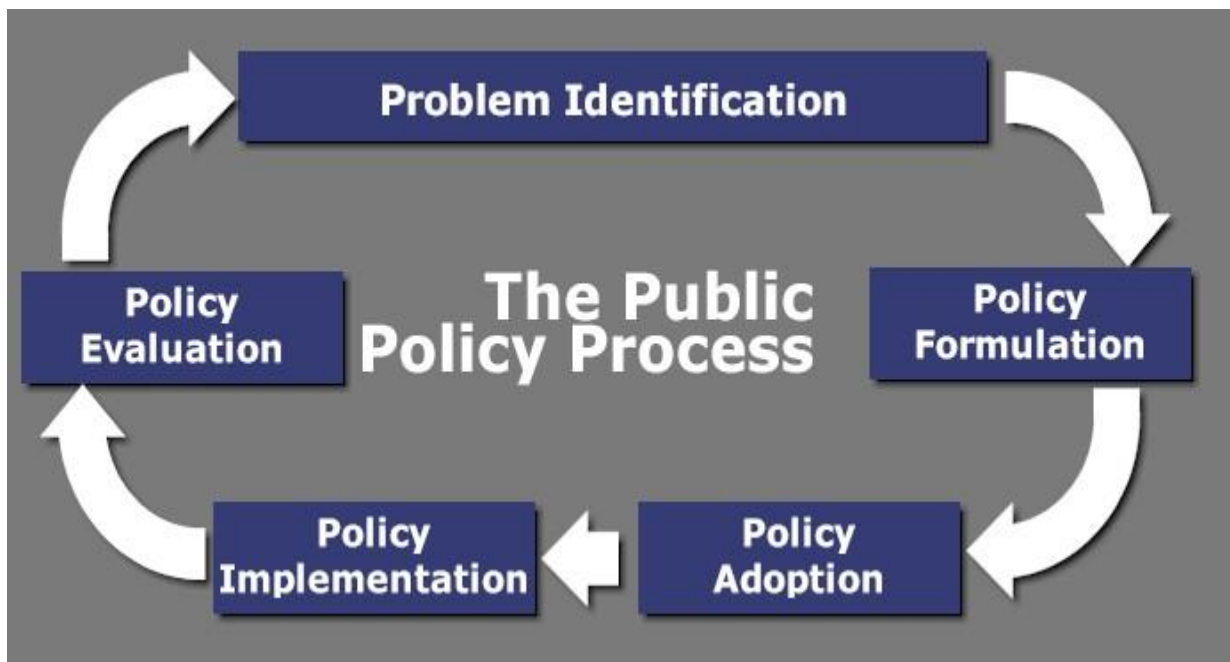 Problem Identification
The Public
Policy Process
Policy
Formulation
Policy
Adoption
Policy
Implementation
Policy
Evaluation